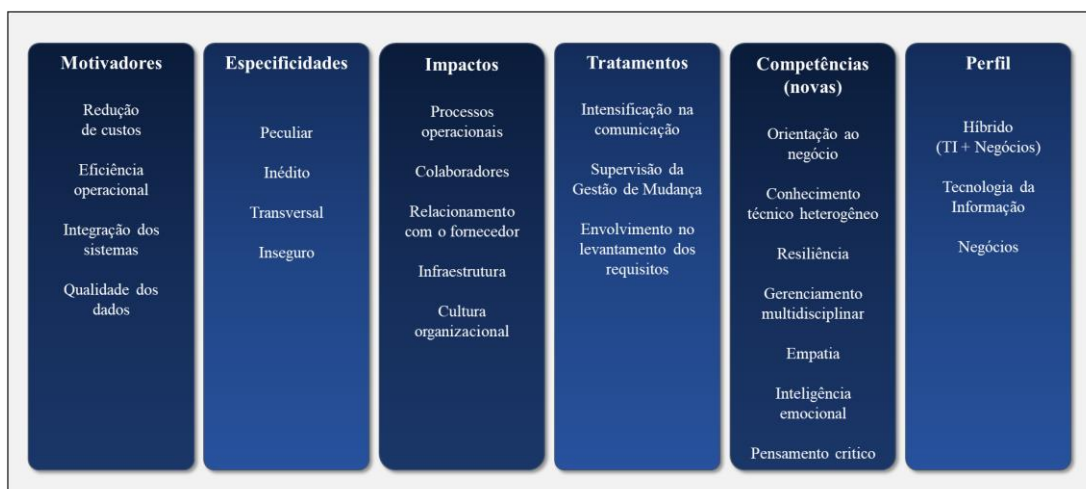 Motivadores
Redução
de custos
Eficiência
operacional
Integração dos
sistemas
Qualidade dos
dados
Especificidades
Peculiar
Inédito
Transversal
Inseguro
Impactos
Processos
operacionais
Colaboradores
Relacionamento
com o fornecedor
Infraestrutura
Cultura
organizacional
Tratamentos
Intensificação na
comunicação
Supervisão da
Gestão de Mudança
Envolvimento no
levantamento dos
requisitos
Competências
(novas)
Orientação ao
negócio
Conhecimento
técnico heterogêneo
Resiliência
Gerenciamento
multidisciplinar
Empatia
Inteligência
emocional
Pensamento critico
Perfil
Híbrido
(TI + Negócios)
Tecnologia da
Informação
Negócios